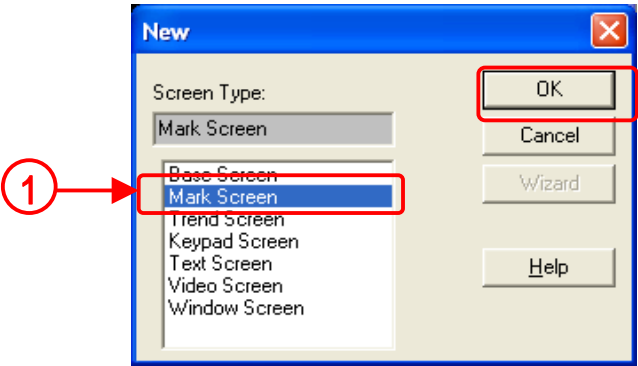 New
Screen Type:
OK
Mark Screen
Cancel
Base Screen
Mark Screen
Wizard
Trend Screen
Keypad Screen
Text Screen
Help
Video Screen
Window Screen
1